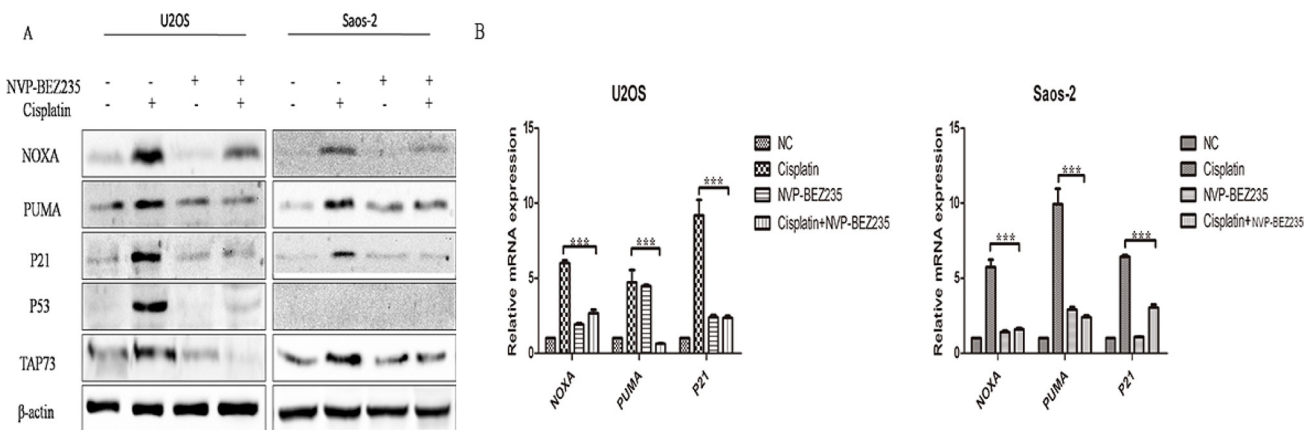 A
U2OS
Saos-2
NVP-BEZ235 - - + + - - + +
Cisplatin - + - + - + - +
NOXA
PUMA
P21
P53
TAP73
β-actin
B
U2OS
Relative mRNA expression
15
10
5
0
***
***
***
NOXA
PUMA
P21
NC
Cisplatin
NVP-BEZ235
Cisplatin+NVP-BEZ235
Saos-2
Relative mRNA expression
15
10
5
0
***
***
***
NOXA
PUMA
P21
NC
Cisplatin
NVP-BEZ235
Cisplatin+NVP-BEZ235